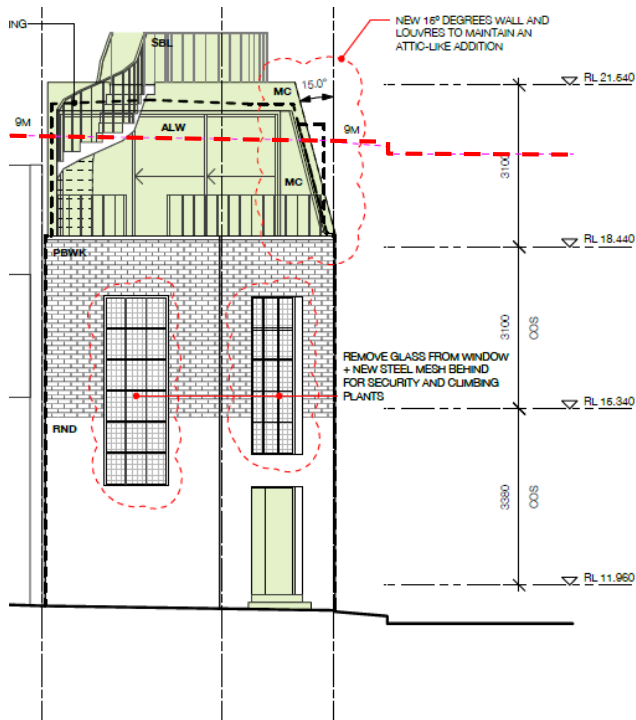 NEW 15° DEGREES WALL AND
LOUVRES TO MAINTAIN AN
ATTIC-LIKE ADDITION
ING
SBL
15.0°
MC
RL 21.540
9M
ALW
9M
3100
MC
RL 18.440
PBWK
3100
COS
REMOVE GLASS FROM WINDOW
+ NEW STEEL MESH BEHIND
FOR SECURITY AND CLIMBING
PLANTS
RL 15.340
RND
3380
COS
RL 11.960